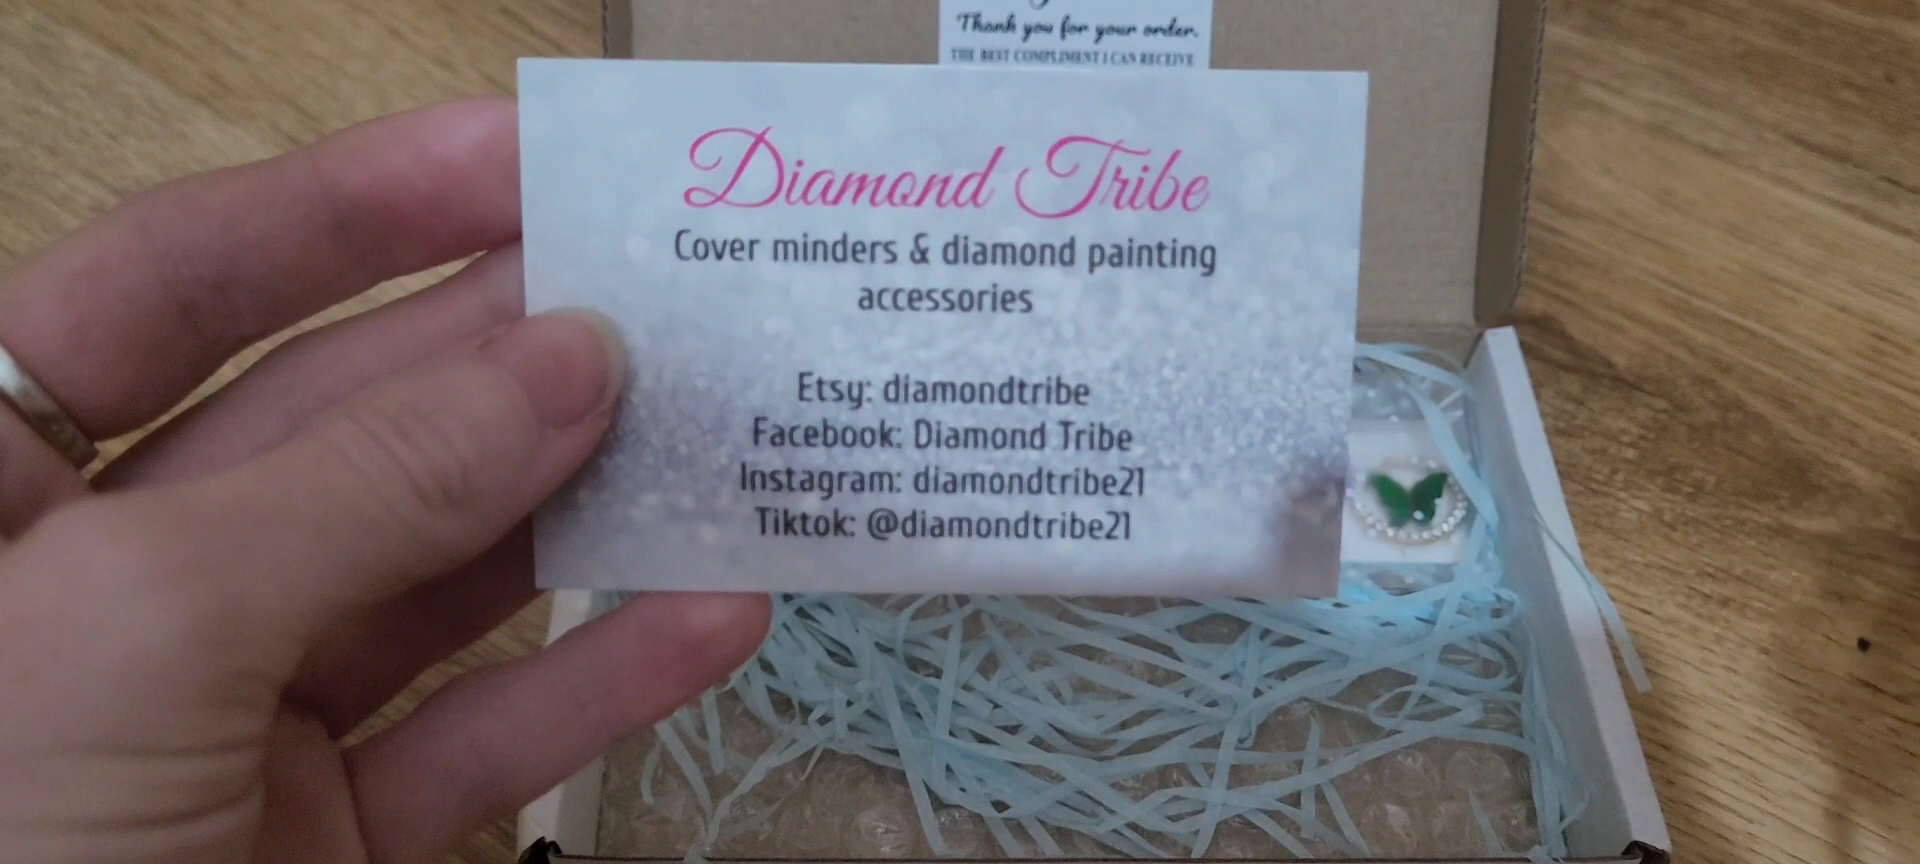 Thank you for your order.
THE BEST COMPLIMENT I CAN RECEIVE
Diamond Tribe
Cover minders & diamond painting
accessories
Etsy: diamondtribe
Facebook: Diamond Tribe
Instagram: diamondtribe21
Tiktok: @diamondtribe21